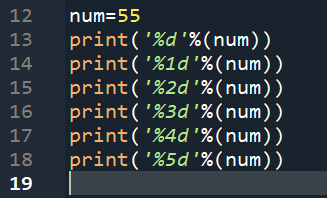 12 num=55
13 print('%d'%(num))
14 print('%1d'%(num))
15 print('%2d'%(num))
16 print('%3d'%(num))
17 print('%4d'%(num))
18 print('%5d'%(num))
19